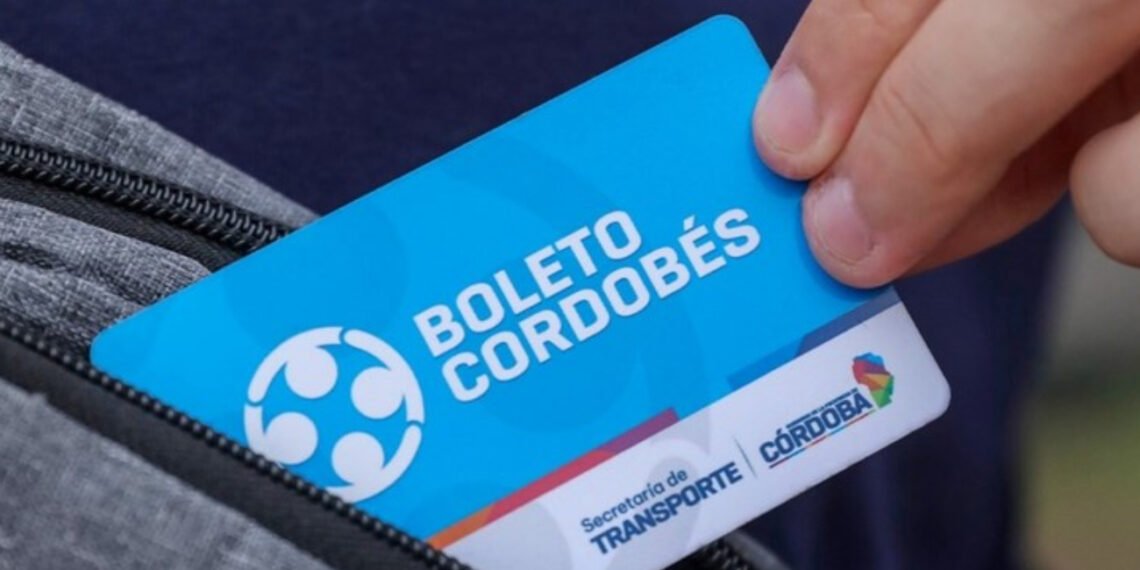 BOLETO
CORDOBÉS
Secretaría de
TRANSPORTE
CÓRDOBA